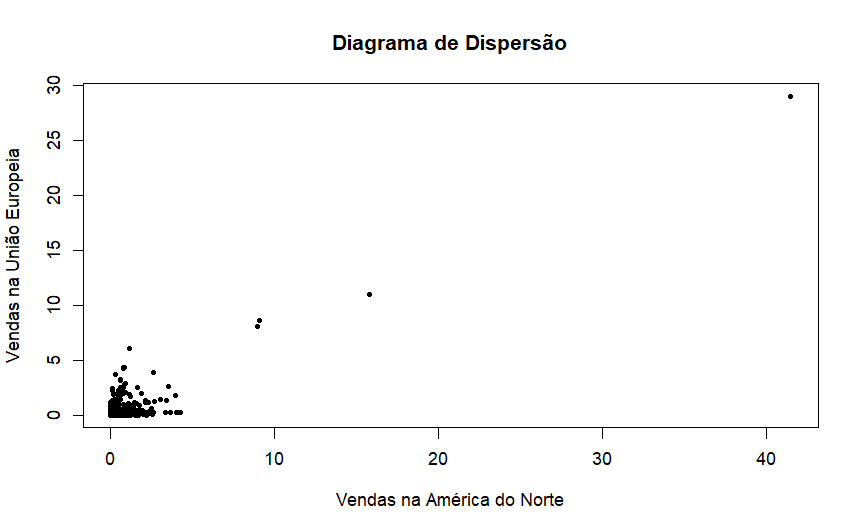 Diagrama de Dispersão
30
25
20
15
10
5
0
Vendas na União Europeia
0 10 20 30 40
Vendas na América do Norte